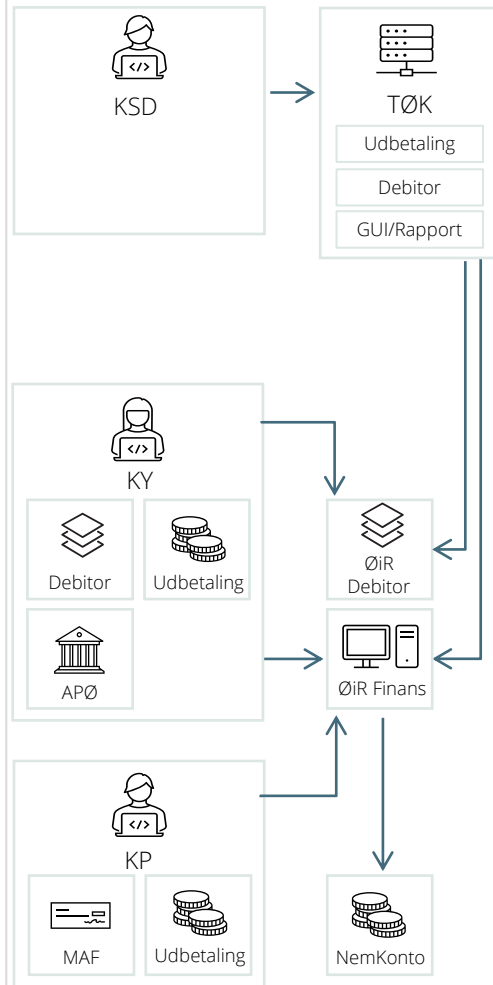 KSD
TØK
Udbetaling
Debitor
GUI/Rapport
KY
Debitor
Udbetaling
APØ
ØiR
Debitor
ØiR Finans
KP
MAF
Udbetaling
NemKonto